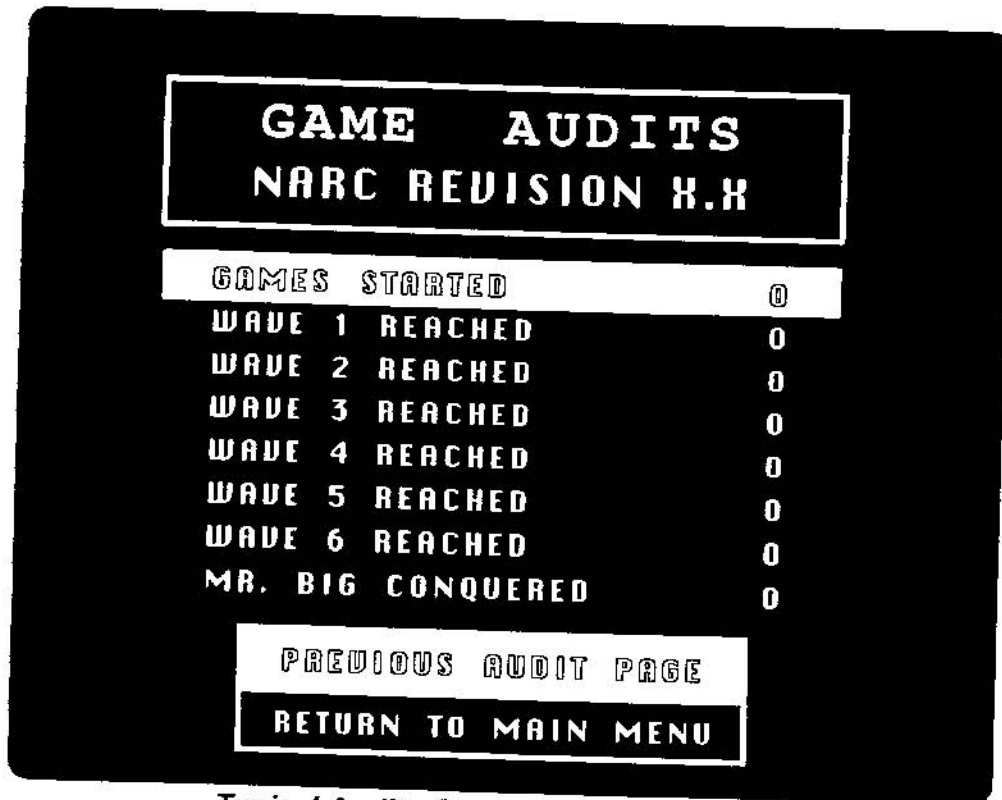 GAME AUDITS
NARC REVISION X.X
GAMES STARTED 0
WAVE 1 REACHED 0
WAVE 2 REACHED 0
WAVE 3 REACHED 0
WAVE 4 REACHED 0
WAVE 5 REACHED 0
WAVE 6 REACHED 0
MR. BIG CONQUERED 0
PREVIOUS AUDIT PAGE
RETURN TO MAIN MENU